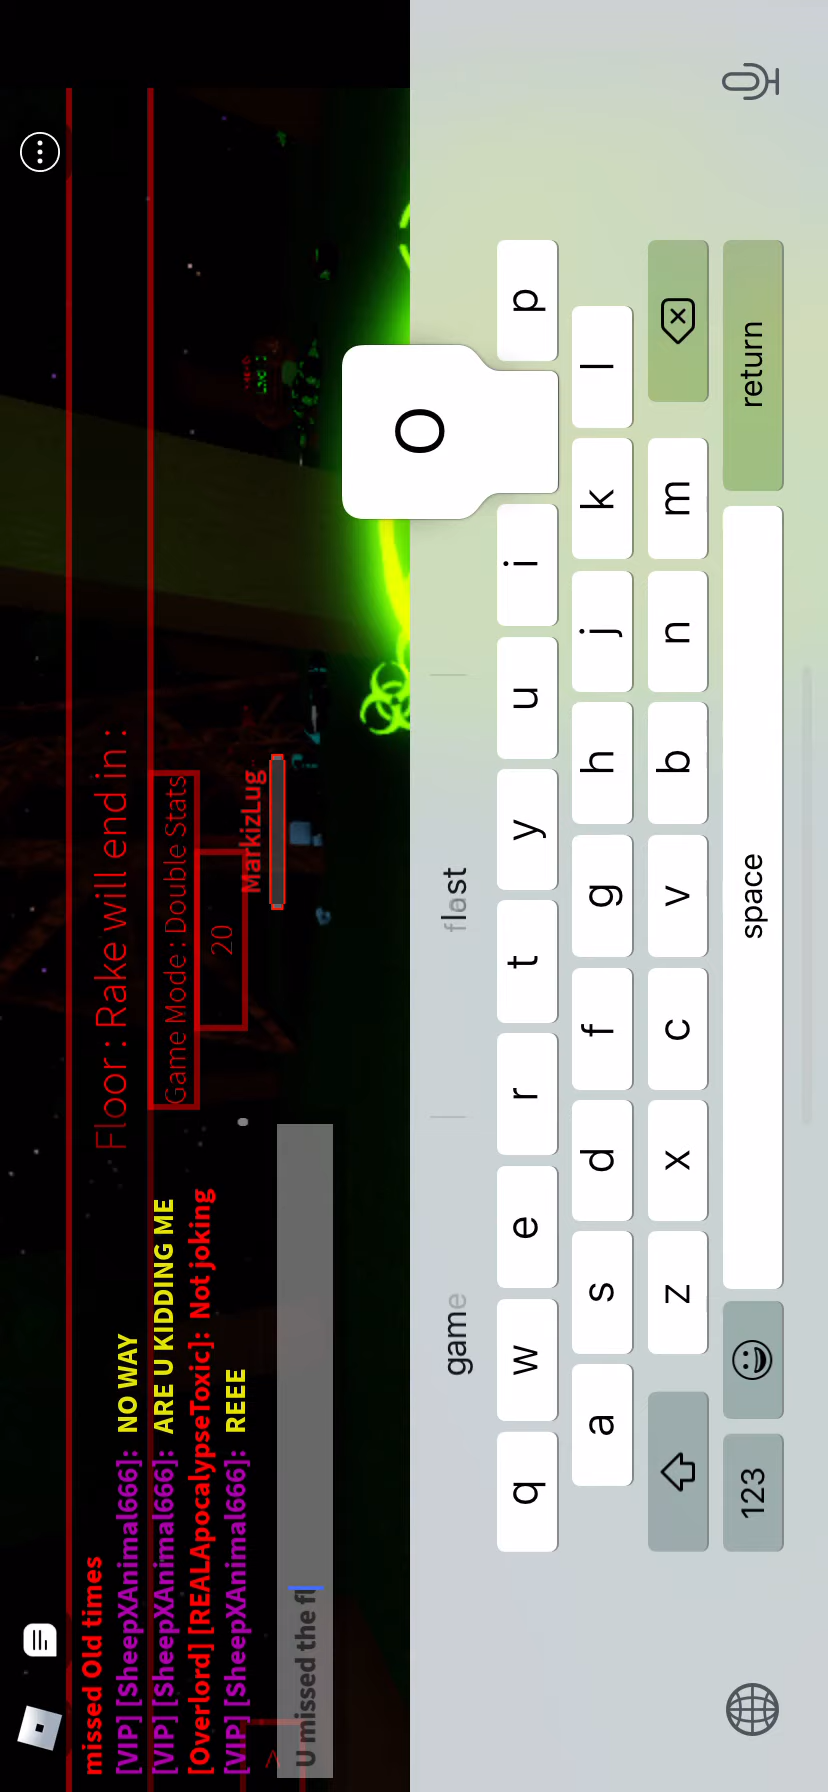 Floor : Rake will end in :
Game Mode : Double Stats
20
MarkizLug...
missed Old times
[VIP] [SheepXAnimal666]: NO WAY
[VIP] [SheepXAnimal666]: ARE U KIDDING ME
[Overlord] [REALApocalypseToxic]: Not joking
[VIP] [SheepXAnimal666]: REEE
U missed the fl
game
flost
q w e r t y u i O p
a s d f g h j k l
z x c v b n m
123
space
return